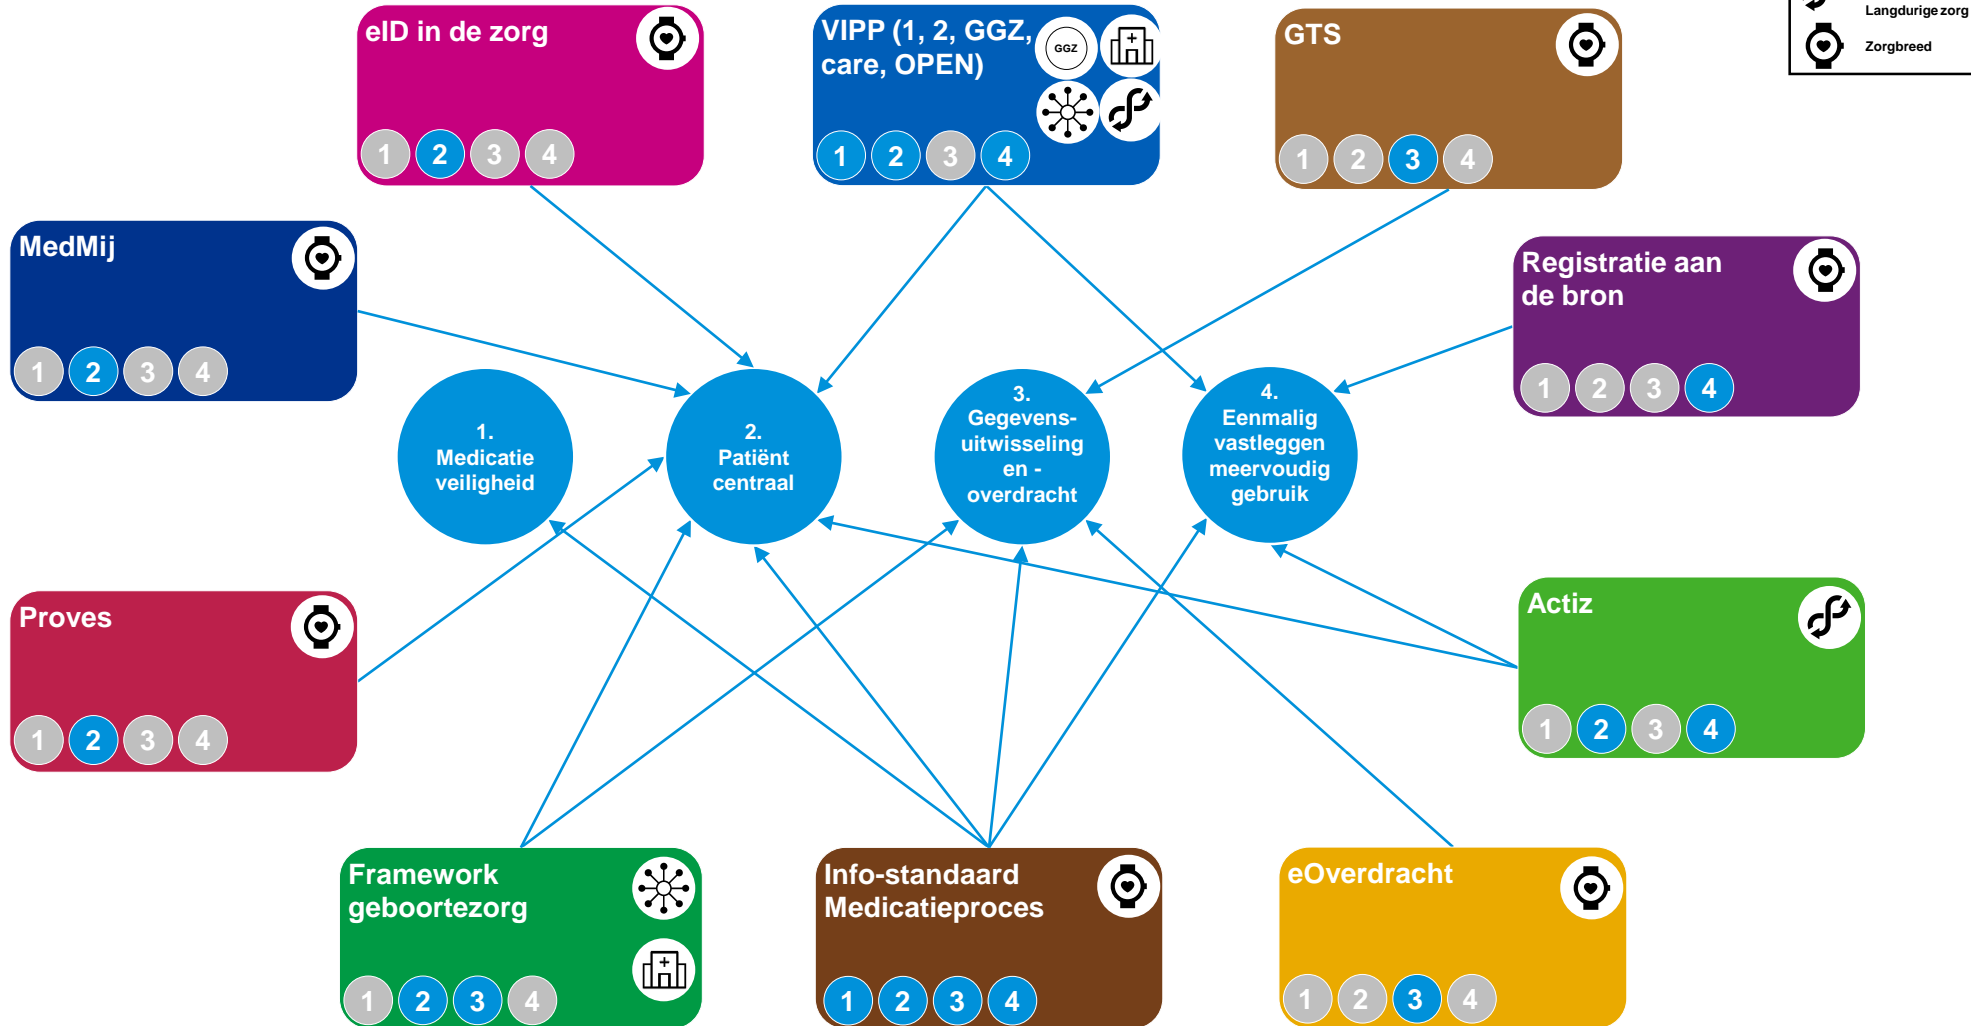 Langdurige zorg
Zorgbreed
eID in de zorg
1 2 3 4
VIPP (1, 2, GGZ,
care, OPEN)
GGZ
1 2 3 4
GTS
1 2 3 4
MedMij
1 2 3 4
Registratie aan
de bron
1 2 3 4
1.
Medicatie
veiligheid
2.
Patiënt
centraal
3.
Gegevens-
uitwisseling
en -
overdracht
4.
Eenmalig
vastleggen
meervoudig
gebruik
Proves
1 2 3 4
Actiz
1 2 3 4
Framework
geboortezorg
1 2 3 4
Info-standaard
Medicatieproces
1 2 3 4
eOverdracht
1 2 3 4